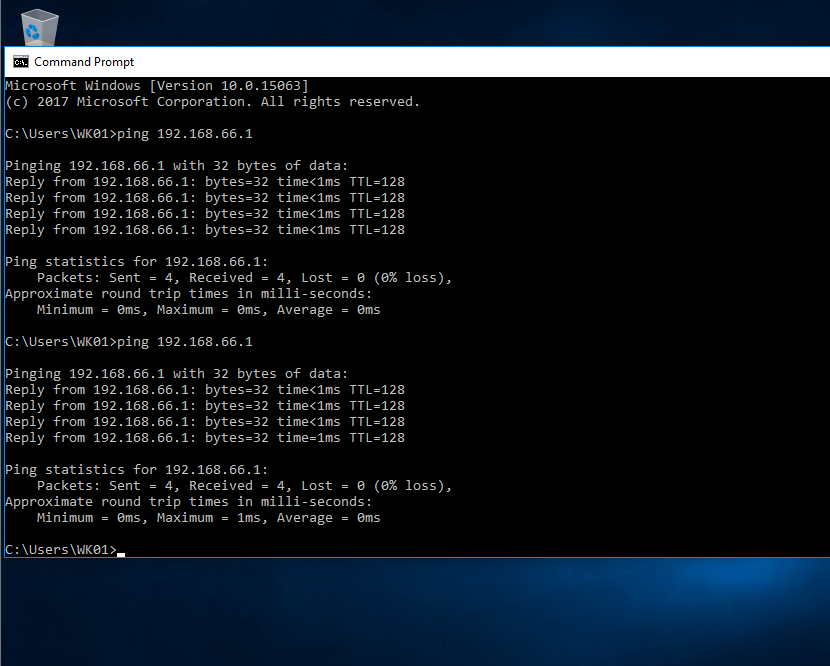 Command Prompt
Microsoft Windows [Version 10.0.15063]
(c) 2017 Microsoft Corporation. All rights reserved.
C:\Users\WK01>ping 192.168.66.1
Pinging 192.168.66.1 with 32 bytes of data:
Reply from 192.168.66.1: bytes=32 time<1ms TTL=128
Reply from 192.168.66.1: bytes=32 time<1ms TTL=128
Reply from 192.168.66.1: bytes=32 time<1ms TTL=128
Reply from 192.168.66.1: bytes=32 time<1ms TTL=128
Ping statistics for 192.168.66.1:
    Packets: Sent = 4, Received = 4, Lost = 0 (0% loss),
Approximate round trip times in milli-seconds:
    Minimum = 0ms, Maximum = 0ms, Average = 0ms
C:\Users\WK01>ping 192.168.66.1
Pinging 192.168.66.1 with 32 bytes of data:
Reply from 192.168.66.1: bytes=32 time<1ms TTL=128
Reply from 192.168.66.1: bytes=32 time<1ms TTL=128
Reply from 192.168.66.1: bytes=32 time<1ms TTL=128
Reply from 192.168.66.1: bytes=32 time=1ms TTL=128
Ping statistics for 192.168.66.1:
    Packets: Sent = 4, Received = 4, Lost = 0 (0% loss),
Approximate round trip times in milli-seconds:
    Minimum = 0ms, Maximum = 1ms, Average = 0ms
C:\Users\WK01>